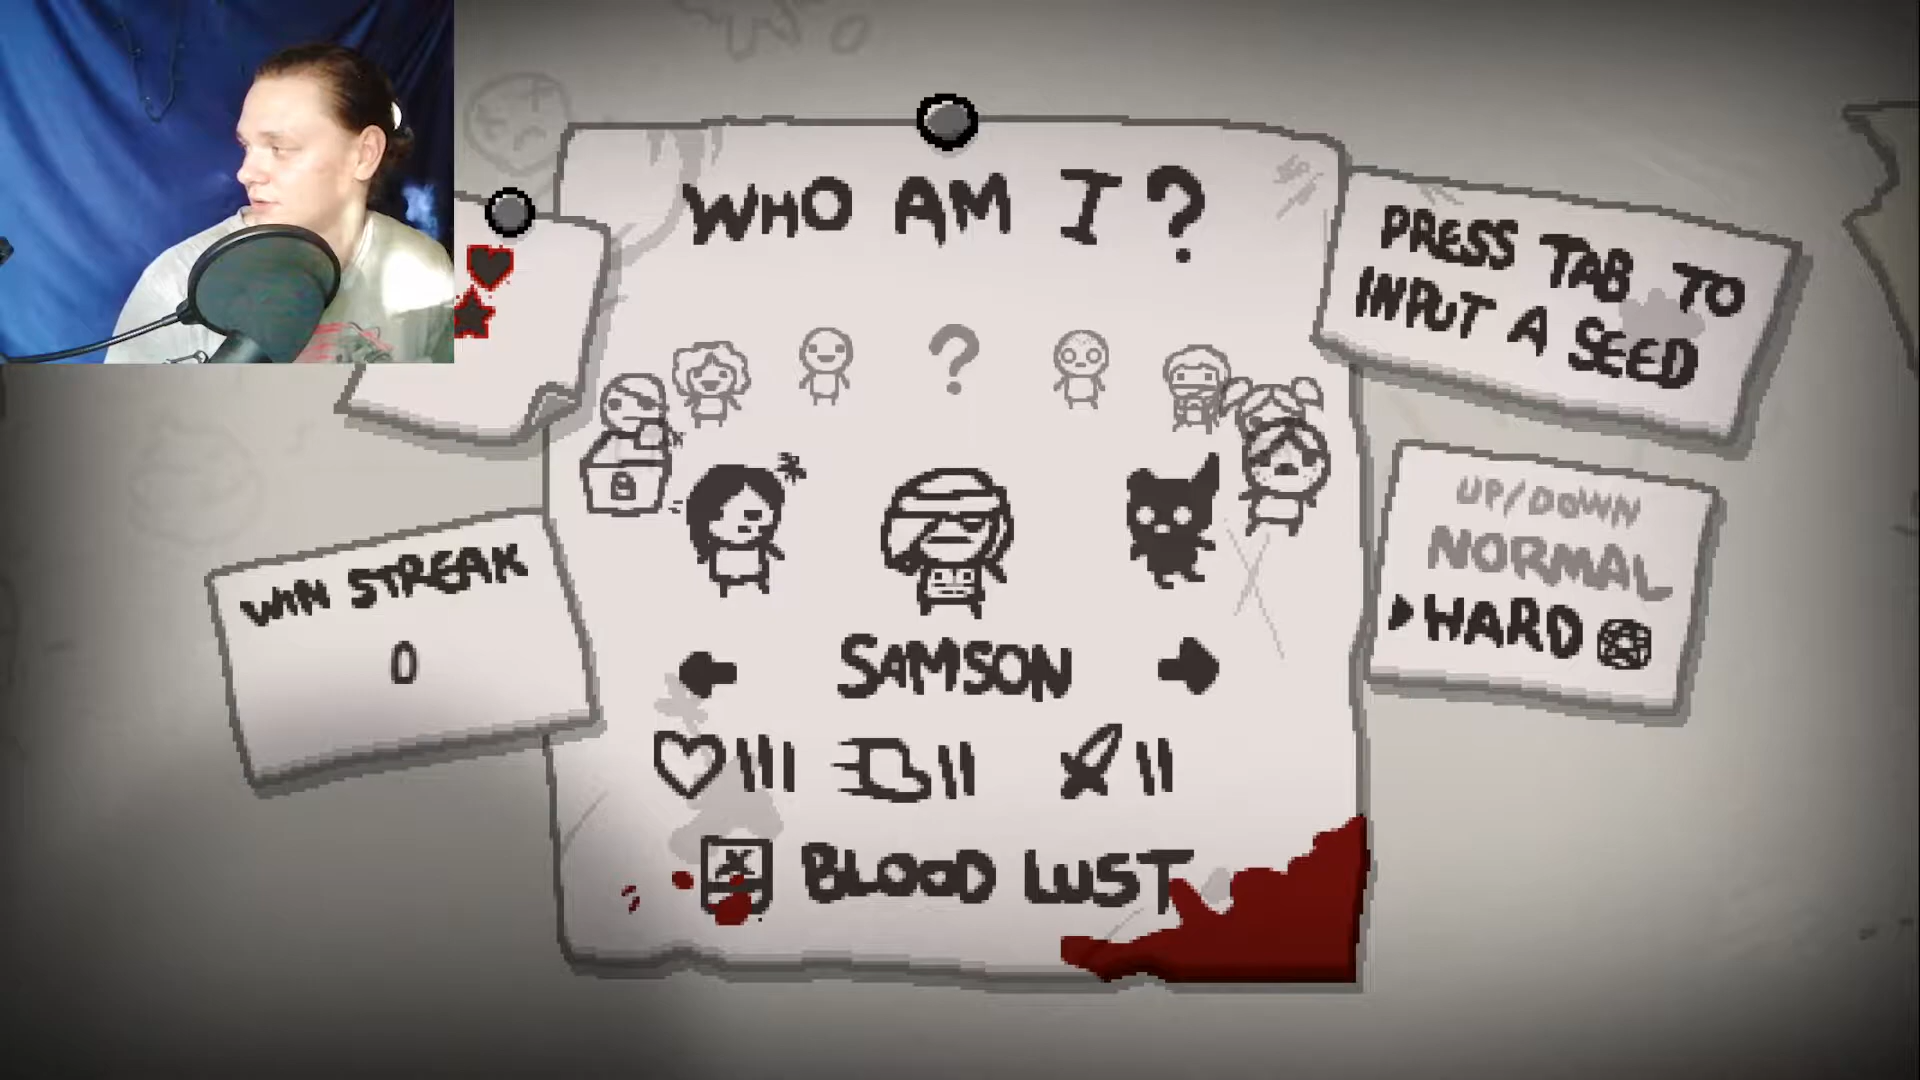 WHO AM I?
PRESS TAB TO
INPUT A SEED
UP/DOWN
NORMAL
HARD
WIN STREAK
0
SAMSON
BLOOD LUST